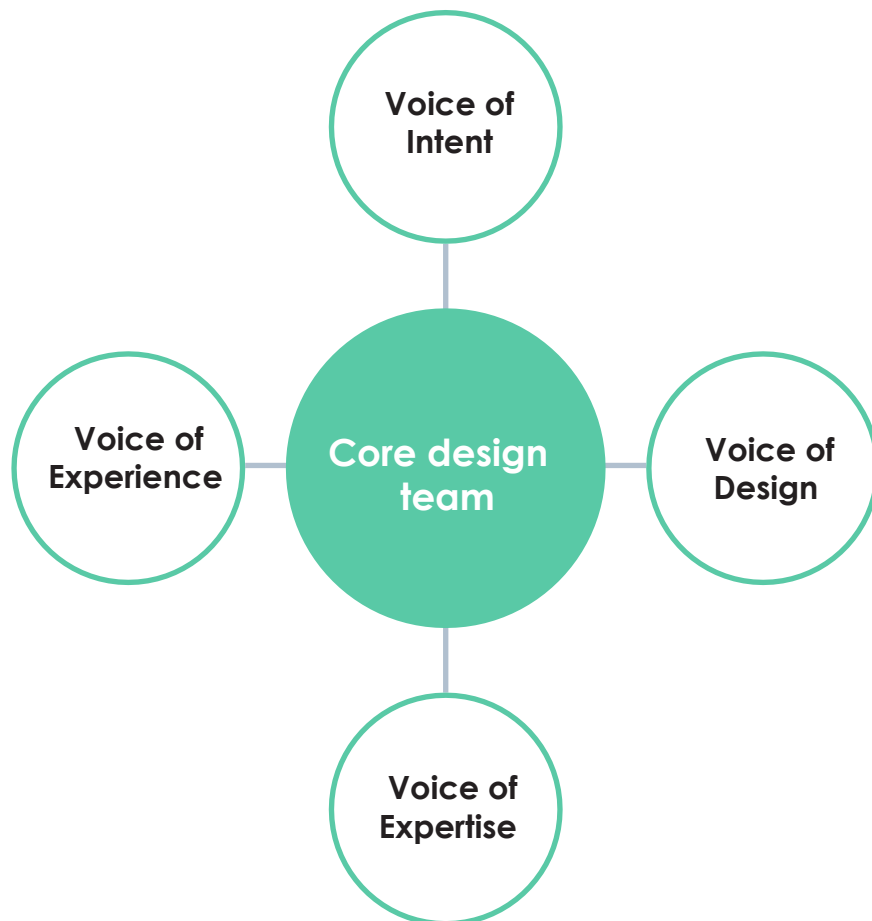 Voice of
Intent
Voice of
Experience
Core design
team
Voice of
Design
Voice of
Expertise